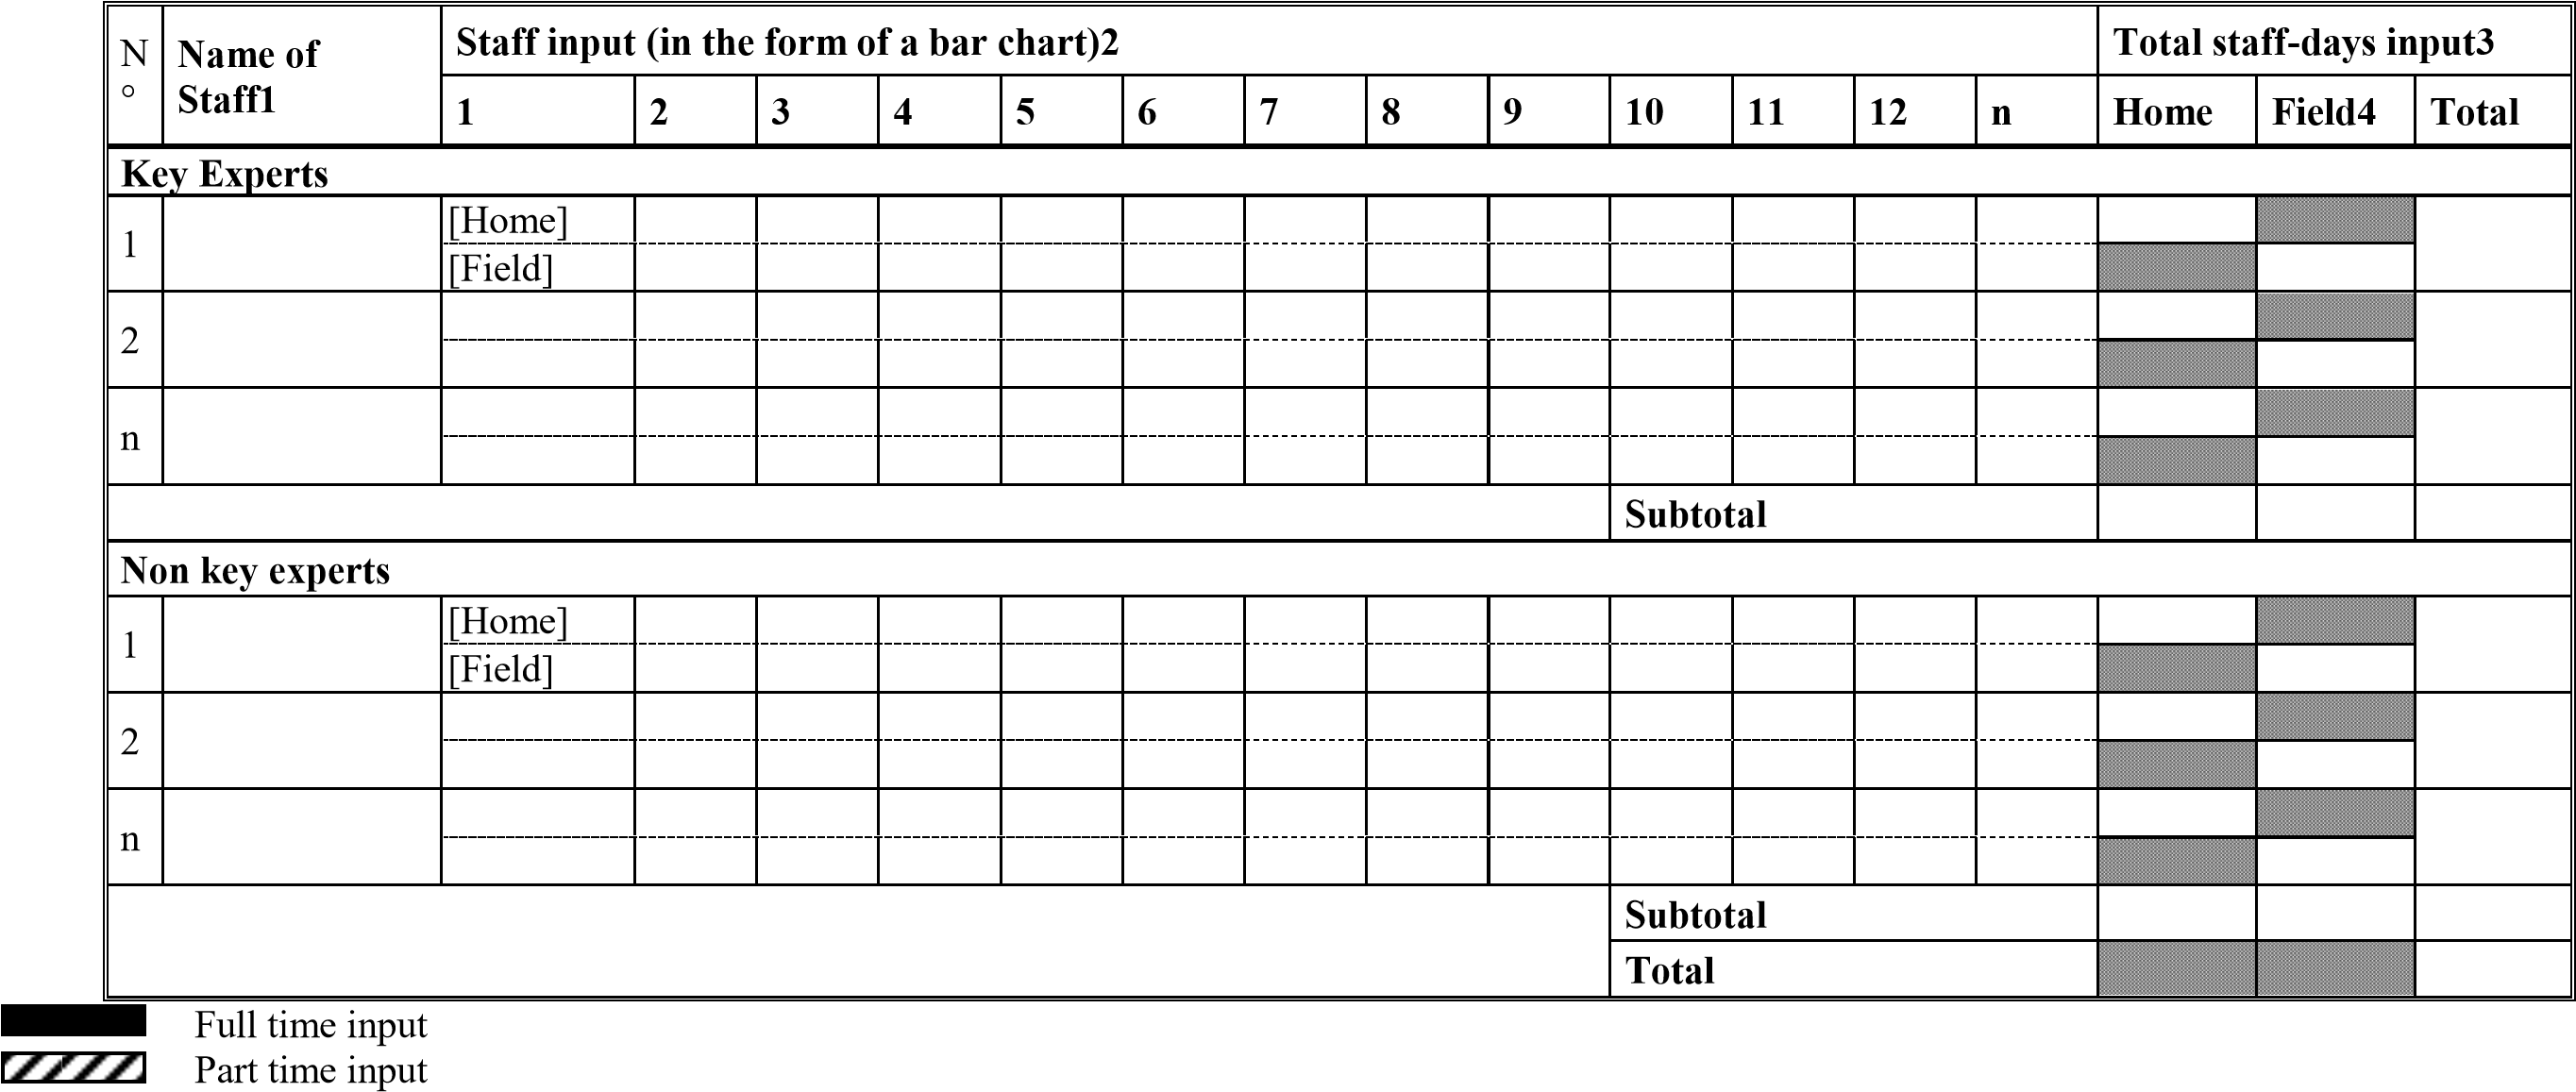 N° Name of Staff1 Staff input (in the form of a bar chart)2 Total staff-days input3
1 2 3 4 5 6 7 8 9 10 11 12 n Home Field4 Total
Key Experts
1 [Home]
[Field]
2
n
Subtotal
Non key experts
1 [Home]
[Field]
2
n
Subtotal
Total
Full time input
Part time input